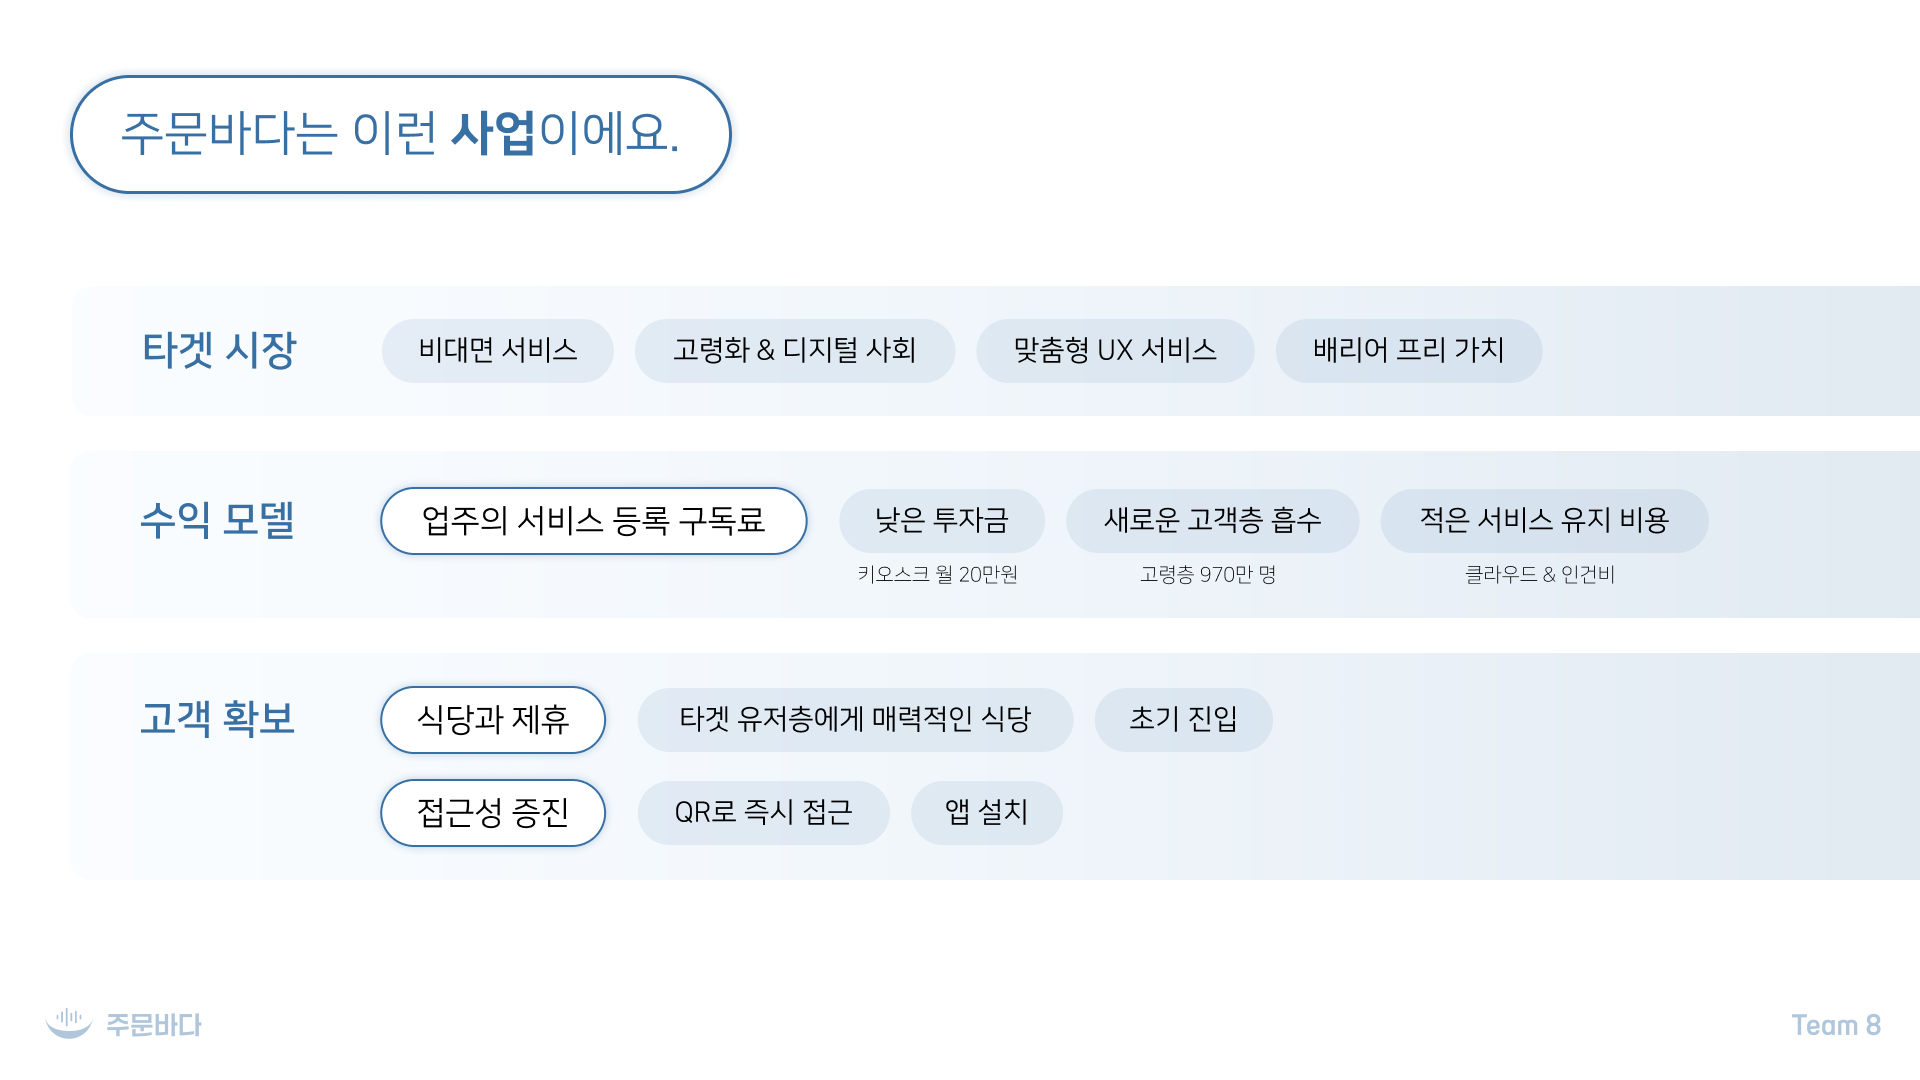 주문바다는 이런 사업이에요.
타겟 시장
비대면 서비스
고령화 & 디지털 사회
맞춤형 UX 서비스
배리어 프리 가치
수익 모델
업주의 서비스 등록 구독료
낮은 투자금
새로운 고객층 흡수
적은 서비스 유지 비용
키오스크 월 20만원
고령층 970만 명
클라우드 & 인건비
고객 확보
식당과 제휴
타겟 유저층에게 매력적인 식당
초기 진입
접근성 증진
QR로 즉시 접근
앱 설치
주문바다
Team 8